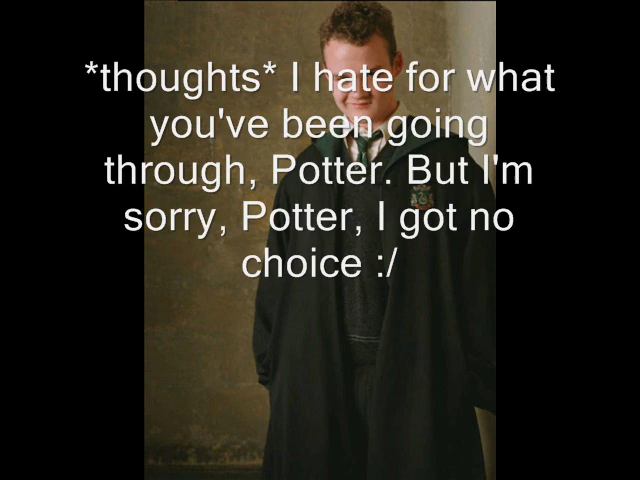 *thoughts* I hate for what
you've been going
through, Potter. But I'm
sorry, Potter, I got no
choice :/